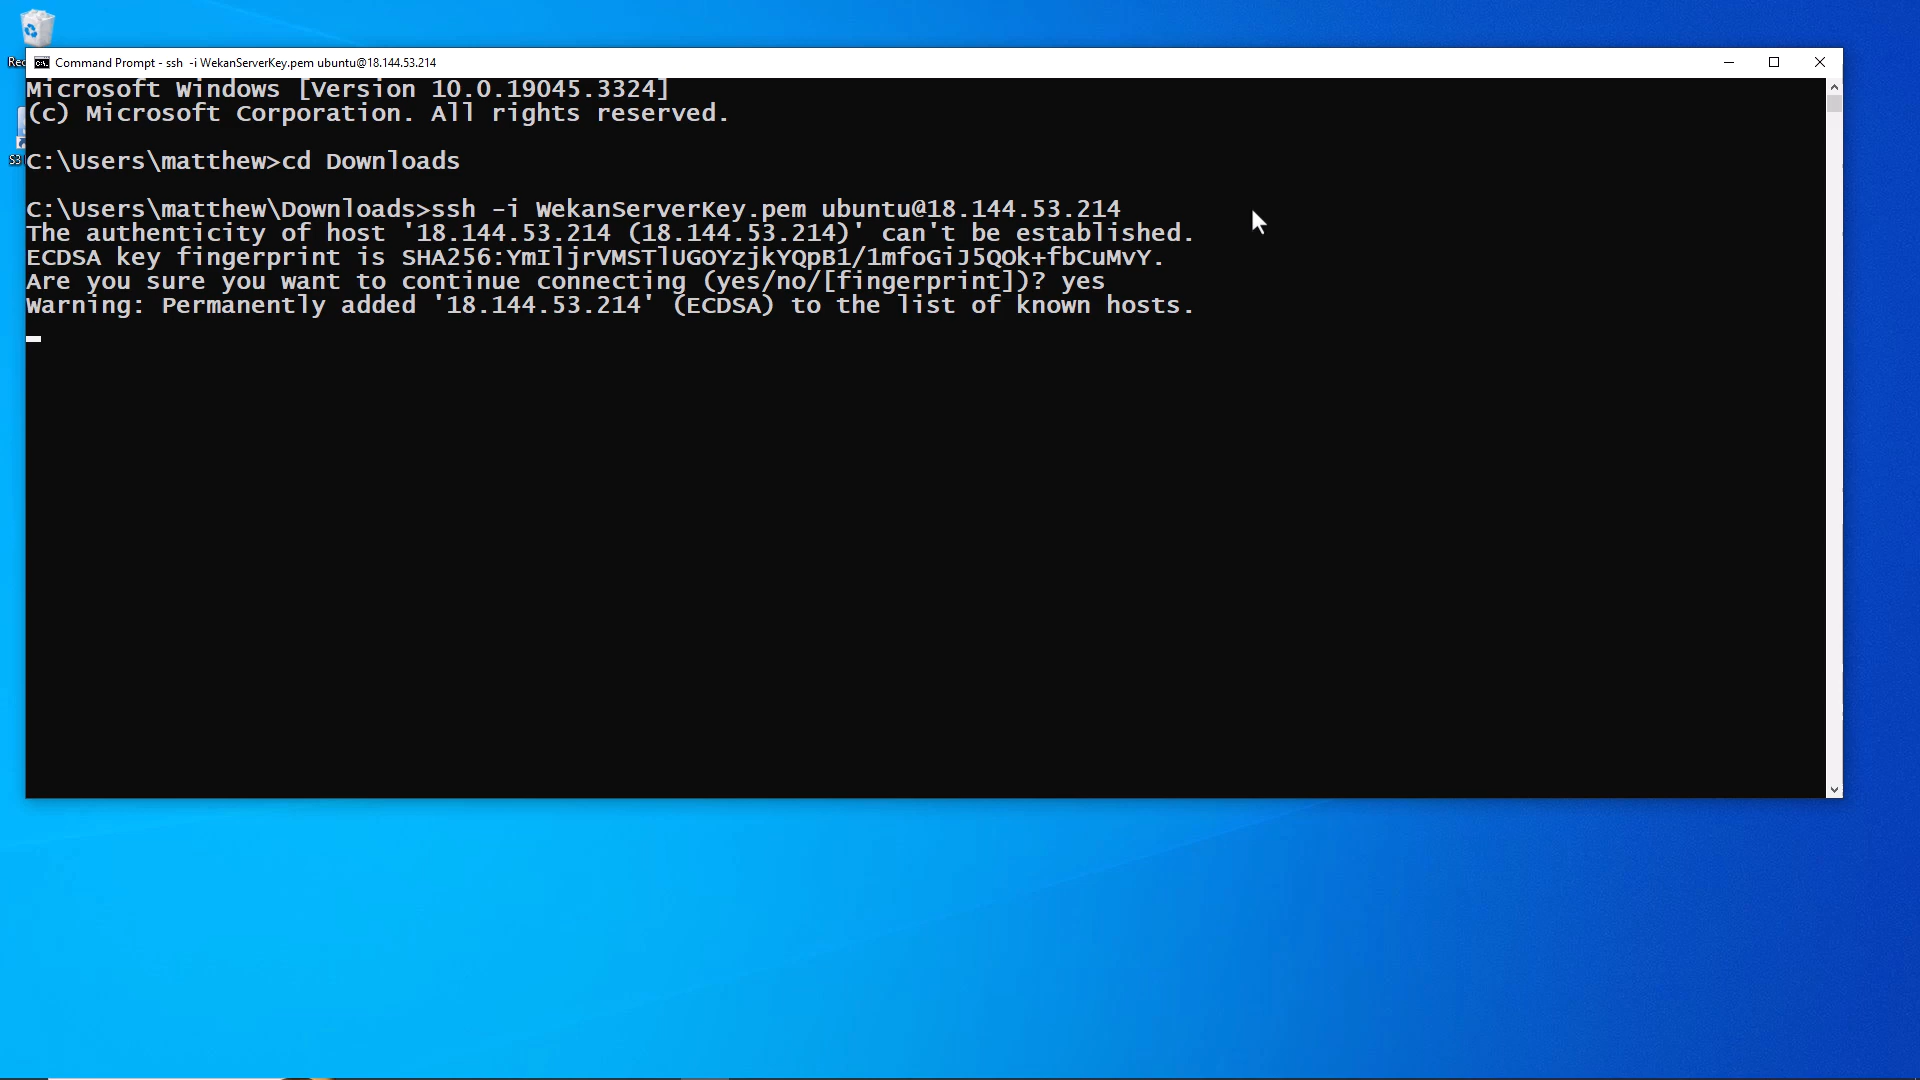 Command Prompt - ssh -i WekanServerKey.pem ubuntu@18.144.53.214
Microsoft Windows [Version 10.0.19045.3324]
(c) Microsoft Corporation. All rights reserved.
C:\Users\matthew>cd Downloads
C:\Users\matthew\Downloads>ssh -i WekanServerKey.pem ubuntu@18.144.53.214
The authenticity of host '18.144.53.214 (18.144.53.214)' can't be established.
ECDSA key fingerprint is SHA256:YmIljrVMSTlUGOYzjkYQpB1/1mfoGiJ5QOk+fbCuMvY.
Are you sure you want to continue connecting (yes/no/[fingerprint])? yes
Warning: Permanently added '18.144.53.214' (ECDSA) to the list of known hosts.
S3